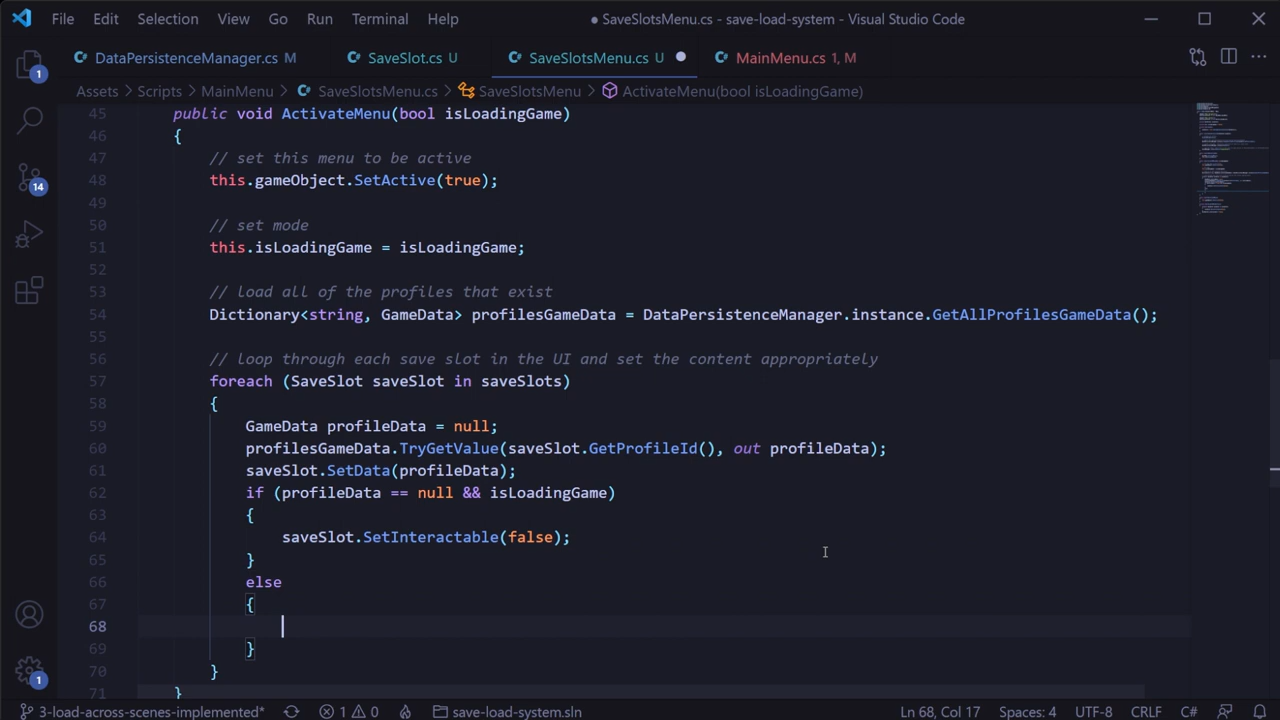 File Edit Selection View Go Run Terminal Help ● SaveSlotsMenu.cs - save-load-system - Visual Studio Code
DataPersistenceManager.cs M SaveSlot.cs U SaveSlotsMenu.cs U MainMenu.cs 1, M
1
Assets > Scripts > MainMenu > SaveSlotsMenu.cs > SaveSlotsMenu > ActivateMenu(bool isLoadingGame)
45 public void ActivateMenu(bool isLoadingGame)
46 {
47 // set this menu to be active
48 this.gameObject.SetActive(true);
14
49
50 // set mode
51 this.isLoadingGame = isLoadingGame;
52
53 // load all of the profiles that exist
54 Dictionary<string, GameData> profilesGameData = DataPersistenceManager.instance.GetAllProfilesGameData();
55
56 // loop through each save slot in the UI and set the content appropriately
57 foreach (SaveSlot saveSlot in saveSlots)
58 {
59 GameData profileData = null;
60 profilesGameData.TryGetValue(saveSlot.GetProfileId(), out profileData);
61 saveSlot.SetData(profileData);
62 if (profileData == null && isLoadingGame)
63 {
64 saveSlot.SetInteractable(false);
65 }
66 else
67 {
68
69 }
70 }
1
71 }
3-load-across-scenes-implemented* 1 0 save-load-system.sln Ln 68, Col 17 Spaces: 4 UTF-8 CRLF C#